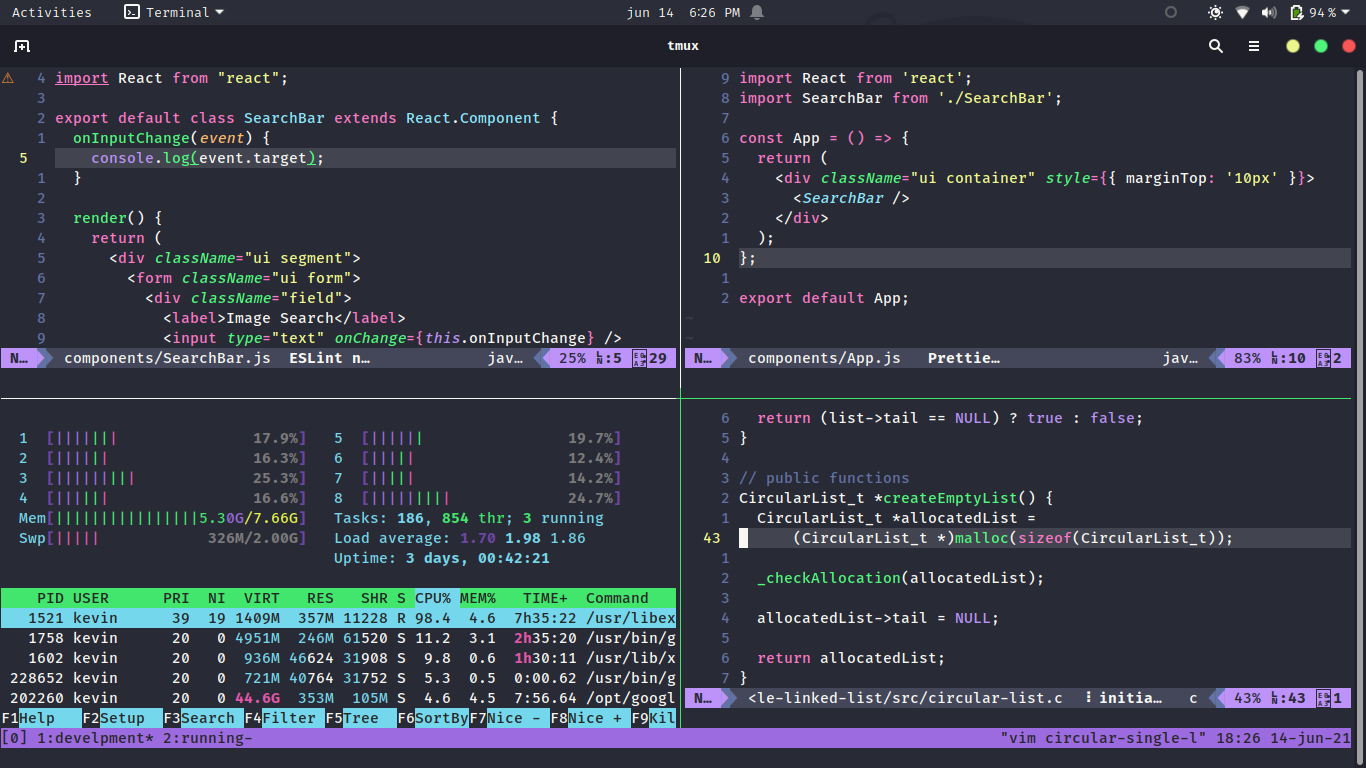 Activities Terminal jun 14 6:26 PM 94 %
tmux
4 import React from "react";
3
2 export default class SearchBar extends React.Component {
1 onInputChange(event) {
5 console.log(event.target);
1 }
2
3 render() {
4 return (
5 <div className="ui segment">
6 <form className="ui form">
7 <div className="field">
8 <label>Image Search</label>
9 <input type="text" onChange={this.onInputChange} />
N… components/SearchBar.js ESLint n… jav… 25% ㏑:5 29
9 import React from 'react';
8 import SearchBar from './SearchBar';
7
6 const App = () => {
5 return (
4 <div className="ui container" style={{ marginTop: '10px' }}>
3 <SearchBar />
2 </div>
1 );
10 };
1
2 export default App;
~
~
N… components/App.js Prettie… jav… 83% ㏑:10 2
1 [||||||| 17.9%] 5 [|||||| 19.7%]
2 [|||||| 16.3%] 6 [||||| 12.4%]
3 [||||||||| 25.3%] 7 [||||| 14.2%]
4 [|||||| 16.6%] 8 [||||||||| 24.7%]
Mem[||||||||||||||||5.30G/7.66G] Tasks: 186, 854 thr; 3 running
Swp[||||| 326M/2.00G] Load average: 1.70 1.98 1.86
Uptime: 3 days, 00:42:21
PID USER PRI NI VIRT RES SHR S CPU% MEM% TIME+ Command
1521 kevin 39 19 1409M 357M 11228 R 98.4 4.6 7h35:22 /usr/libex
1758 kevin 20 0 4951M 246M 61520 S 11.2 3.1 2h35:20 /usr/bin/g
1602 kevin 20 0 936M 46624 31908 S 9.8 0.6 1h30:11 /usr/lib/x
228652 kevin 20 0 721M 40764 31752 S 5.3 0.5 0:00.62 /usr/bin/g
202260 kevin 20 0 44.6G 353M 105M S 4.6 4.5 7:56.64 /opt/googl
F1Help F2Setup F3Search F4Filter F5Tree F6SortByF7Nice - F8Nice + F9Kil
6 return (list->tail == NULL) ? true : false;
5 }
4
3 // public functions
2 CircularList_t *createEmptyList() {
1 CircularList_t *allocatedList =
43 (CircularList_t *)malloc(sizeof(CircularList_t));
1
2 _checkAllocation(allocatedList);
3
4 allocatedList->tail = NULL;
5
6 return allocatedList;
7 }
N… <le-linked-list/src/circular-list.c ⠇initia… c 43% ㏑:43 1
[0] 1:develpment* 2:running- "vim circular-single-l" 18:26 14-jun-21